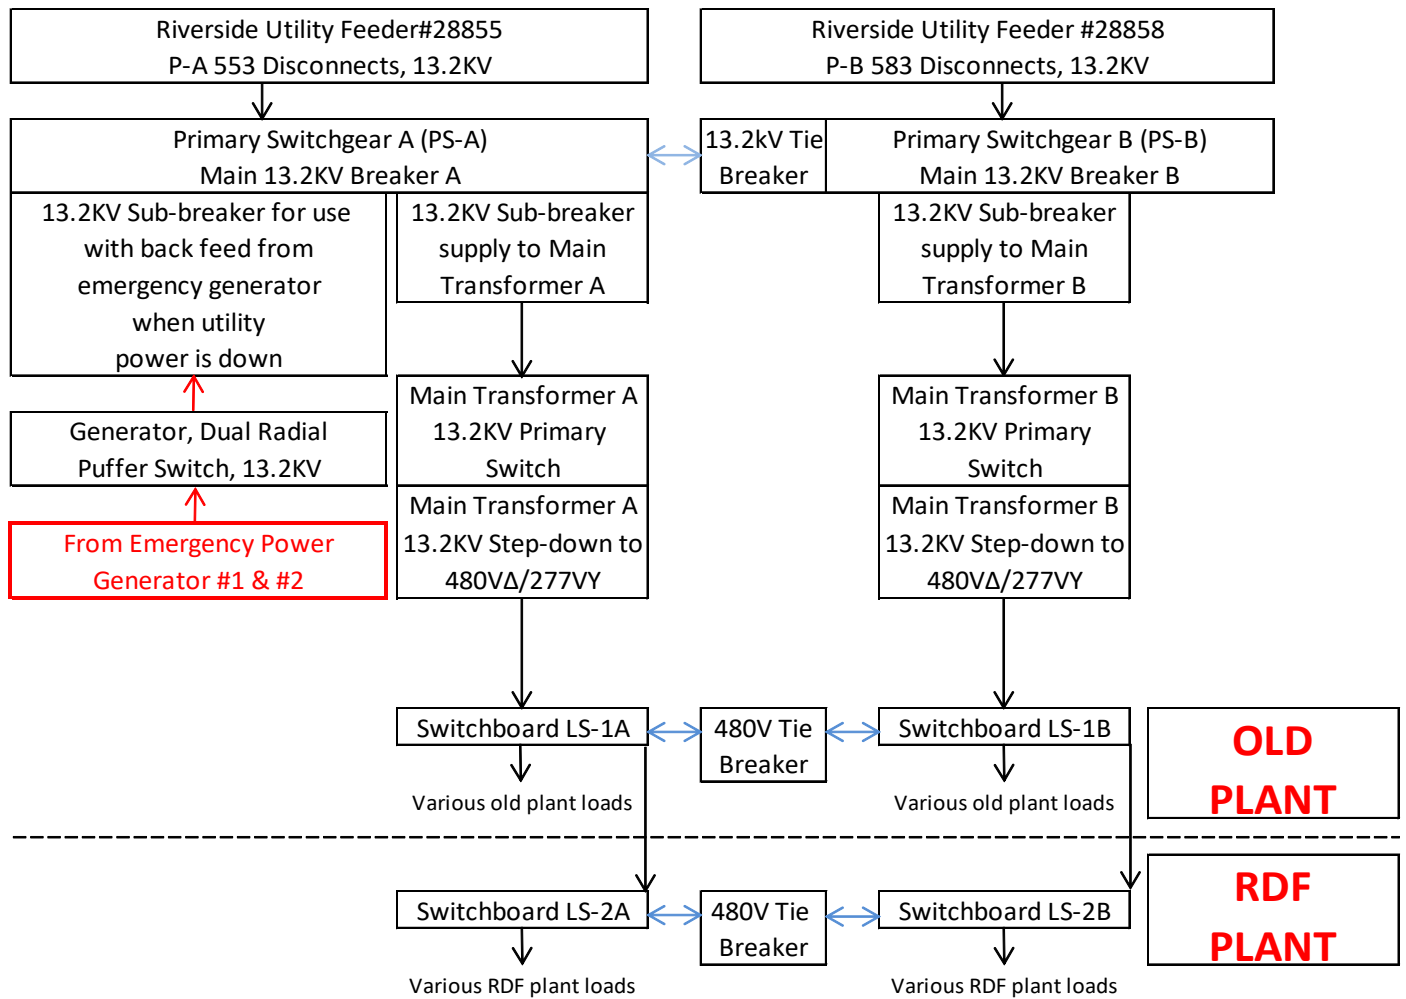 Riverside Utility Feeder#28855
P-A 553 Disconnects, 13.2KV
Riverside Utility Feeder #28858
P-B 583 Disconnects, 13.2KV
Primary Switchgear A (PS-A)
Main 13.2KV Breaker A
13.2kV Tie
Breaker
Primary Switchgear B (PS-B)
Main 13.2KV Breaker B
13.2KV Sub-breaker for use
with back feed from
emergency generator
when utility
power is down
13.2KV Sub-breaker
supply to Main
Transformer A
13.2KV Sub-breaker
supply to Main
Transformer B
Generator, Dual Radial
Puffer Switch, 13.2KV
From Emergency Power
Generator #1 & #2
Main Transformer A
13.2KV Primary
Switch
Main Transformer A
13.2KV Step-down to
480VΔ/277VY
Main Transformer B
13.2KV Primary
Switch
Main Transformer B
13.2KV Step-down to
480VΔ/277VY
Switchboard LS-1A
480V Tie
Breaker
Switchboard LS-1B
OLD
PLANT
Various old plant loads
Various old plant loads
Switchboard LS-2A
480V Tie
Breaker
Switchboard LS-2B
RDF
PLANT
Various RDF plant loads
Various RDF plant loads